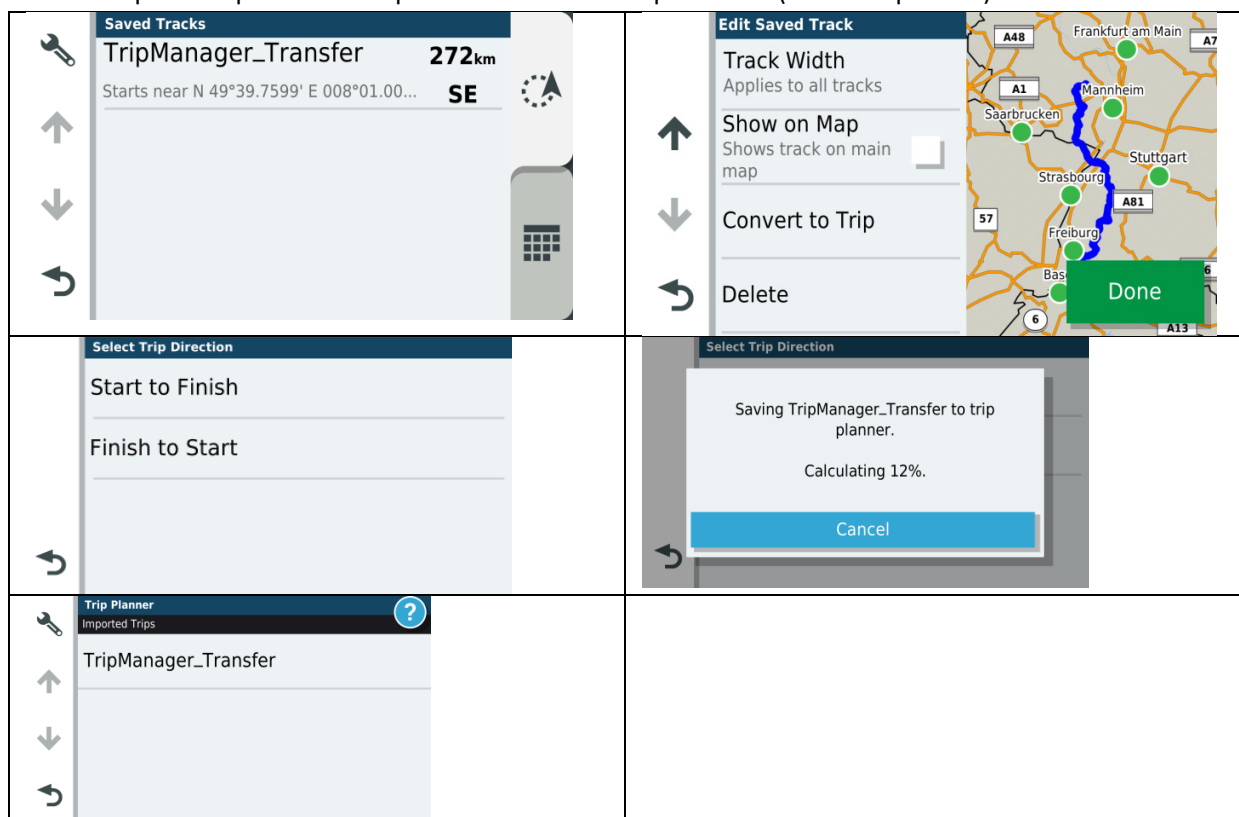 Saved Tracks
TripManager_Transfer 272km
Starts near N 49°39.7599' E 008°01.00... SE
Edit Saved Track
Track Width
Applies to all tracks
Show on Map
Shows track on main
map
Convert to Trip
Delete
A48
Frankfurt am Main
A7
A1
Mannheim
Saarbrucken
Stuttgart
Strasbourg
A81
57
Freiburg
Bas
6
Done
6
A13
Select Trip Direction
Start to Finish
Finish to Start
Select Trip Direction
Saving TripManager_Transfer to trip
planner.
Calculating 12%.
Cancel
Trip Planner
?
Imported Trips
TripManager_Transfer